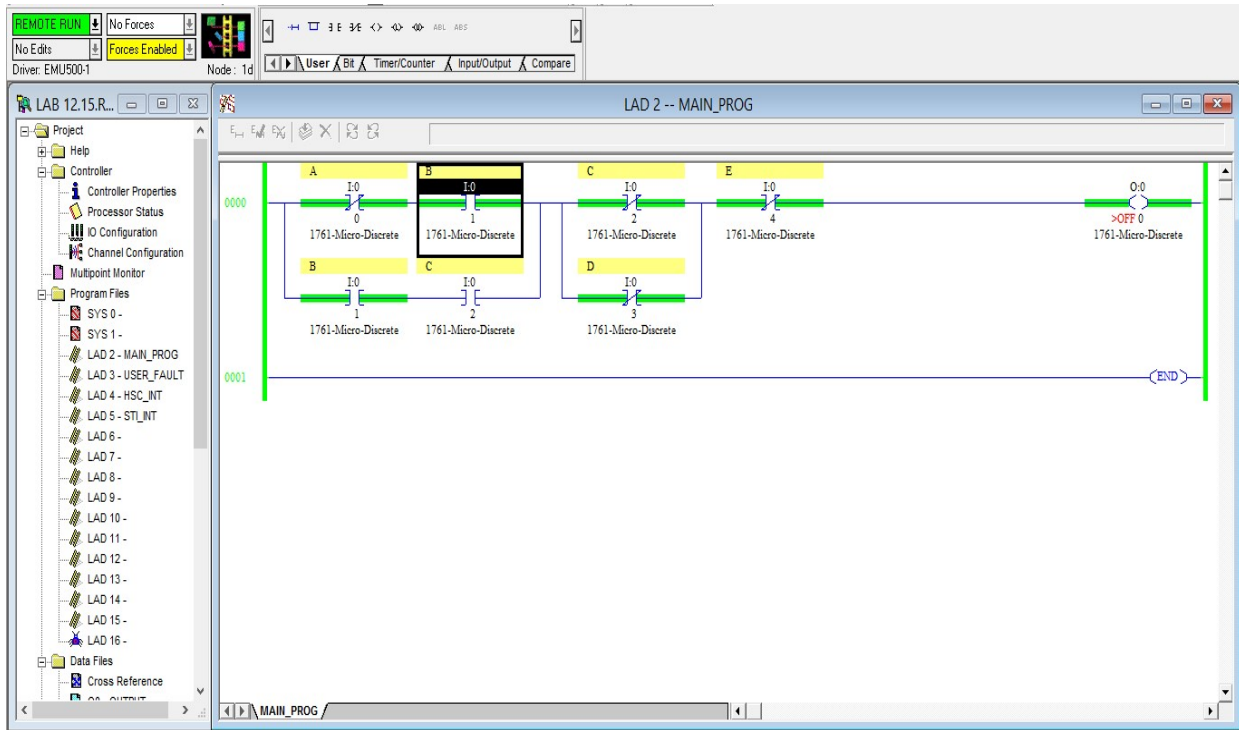 REMOTE RUN
No Forces
No Edits
Forces Enabled
Driver: EMU500-1
Node: 1d
ABL ABS
User
Bit
Timer/Counter
Input/Output
Compare
LAB 12.15.R...
Project
Help
Controller
Controller Properties
Processor Status
IO Configuration
Channel Configuration
Multipoint Monitor
Program Files
SYS 0 -
SYS 1 -
LAD 2 - MAIN_PROG
LAD 3 - USER_FAULT
LAD 4 - HSC_INT
LAD 5 - STI_INT
LAD 6 -
LAD 7 -
LAD 8 -
LAD 9 -
LAD 10 -
LAD 11 -
LAD 12 -
LAD 13 -
LAD 14 -
LAD 15 -
LAD 16 -
Data Files
Cross Reference
LAD 2 -- MAIN_PROG
A B C E
I:0 I:0 I:0 I:0 O:0
0000
0 1 2 4 >OFF 0
1761-Micro-Discrete 1761-Micro-Discrete 1761-Micro-Discrete 1761-Micro-Discrete 1761-Micro-Discrete
B C D
I:0 I:0 I:0
1 2 3
1761-Micro-Discrete 1761-Micro-Discrete 1761-Micro-Discrete
0001 END
MAIN_PROG